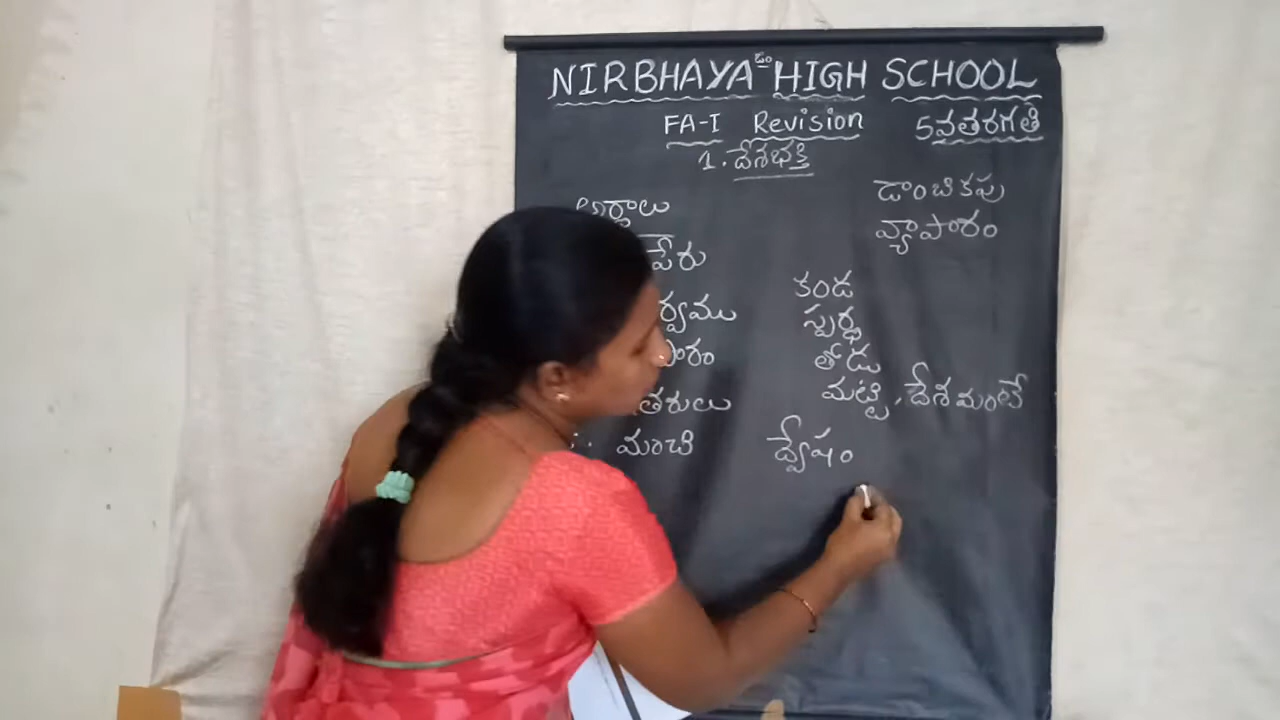 NIRBHAYA HIGH SCHOOL
FA-I Revision 5వతరగతి
1. దేశభక్తి
డాంబికపు
వ్యాపారం
పేరు
కండ
స్పర్ధ
తోడు
మట్టి, దేశమంటే
మంచి ద్వేషం